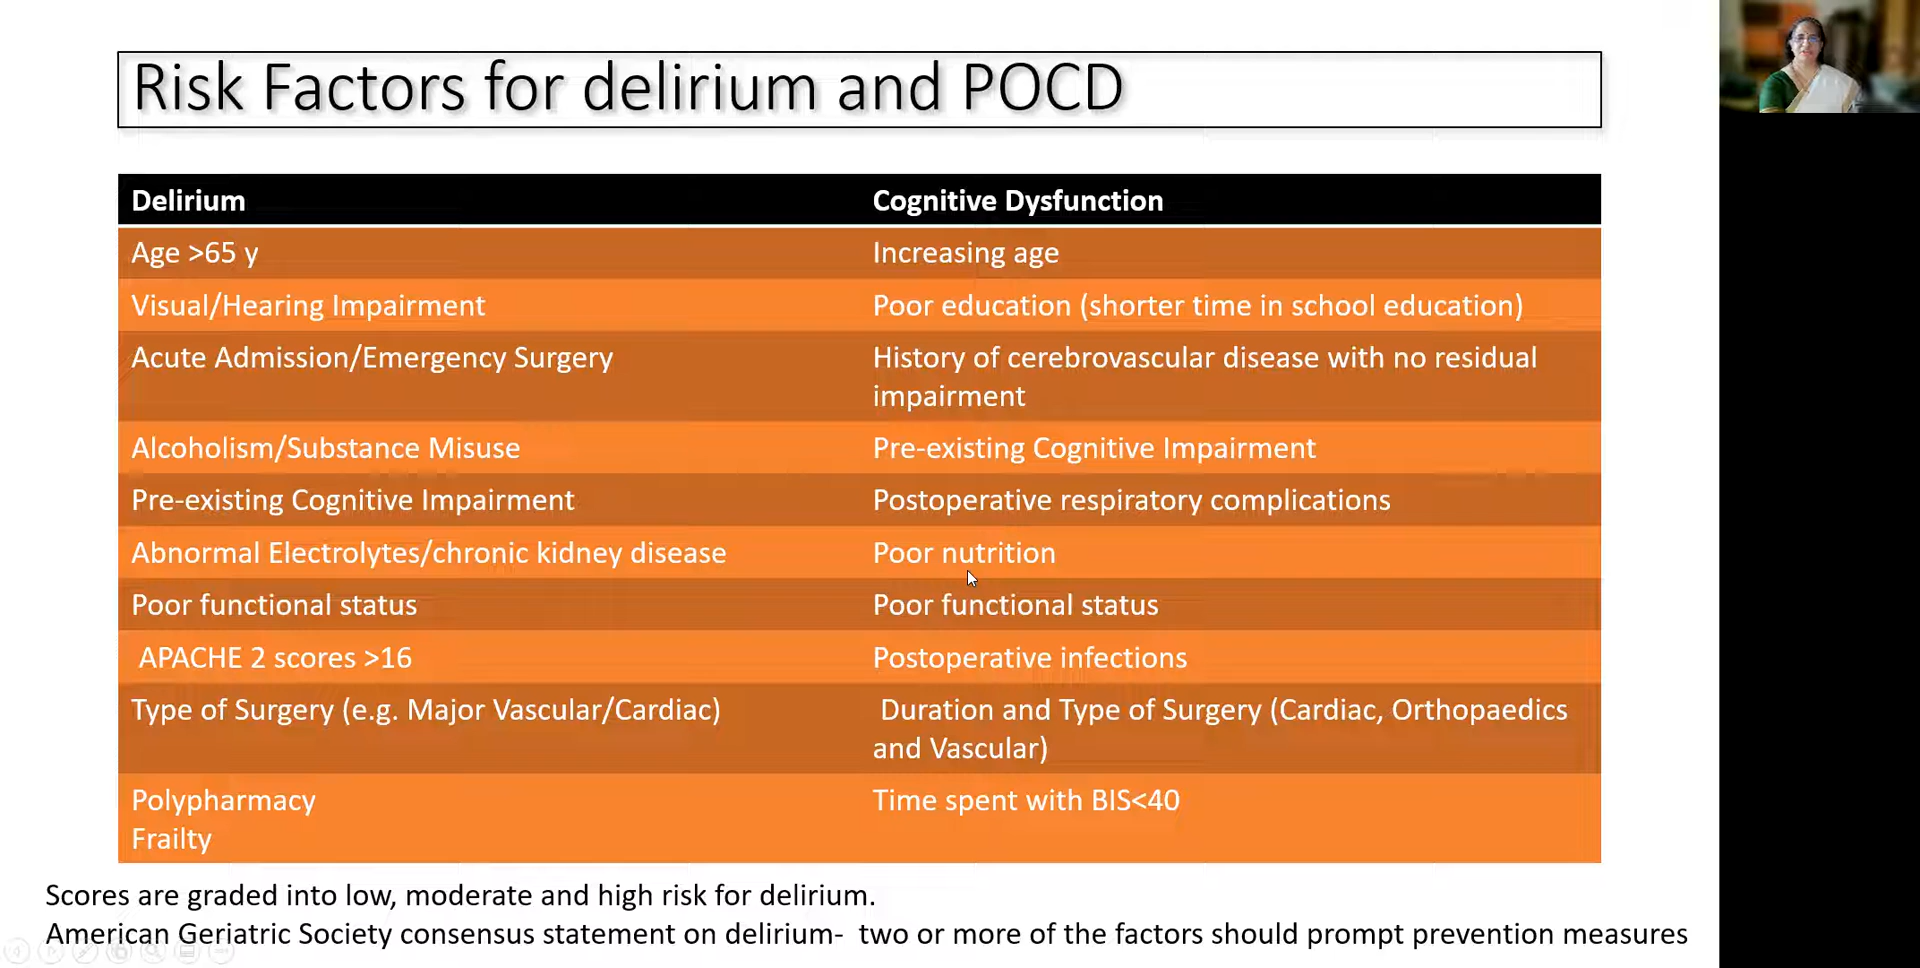 Risk Factors for delirium and POCD
Delirium
Cognitive Dysfunction
Age >65 y
Increasing age
Visual/Hearing Impairment
Poor education (shorter time in school education)
Acute Admission/Emergency Surgery
History of cerebrovascular disease with no residual
impairment
Alcoholism/Substance Misuse
Pre-existing Cognitive Impairment
Pre-existing Cognitive Impairment
Postoperative respiratory complications
Abnormal Electrolytes/chronic kidney disease
Poor nutrition
Poor functional status
Poor functional status
APACHE 2 scores >16
Postoperative infections
Type of Surgery (e.g. Major Vascular/Cardiac)
Duration and Type of Surgery (Cardiac, Orthopaedics
and Vascular)
Polypharmacy
Frailty
Time spent with BIS<40
Scores are graded into low, moderate and high risk for delirium.
American Geriatric Society consensus statement on delirium-  two or more of the factors should prompt prevention measures